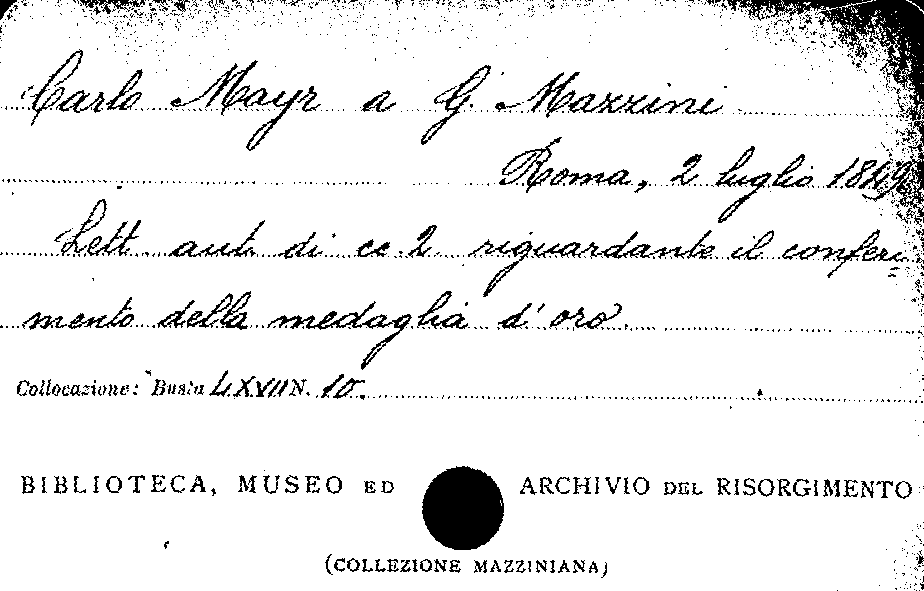 Carlo Mayr a G. Mazzini
Roma, 2 luglio 1849
Lett. aut. di cc. 2 riguardante il conferi=
mento della medaglia d'oro.
Collocazione: Busta LXVII N. 10.
BIBLIOTECA, MUSEO ED ARCHIVIO DEL RISORGIMENTO
(COLLEZIONE MAZZINIANA)